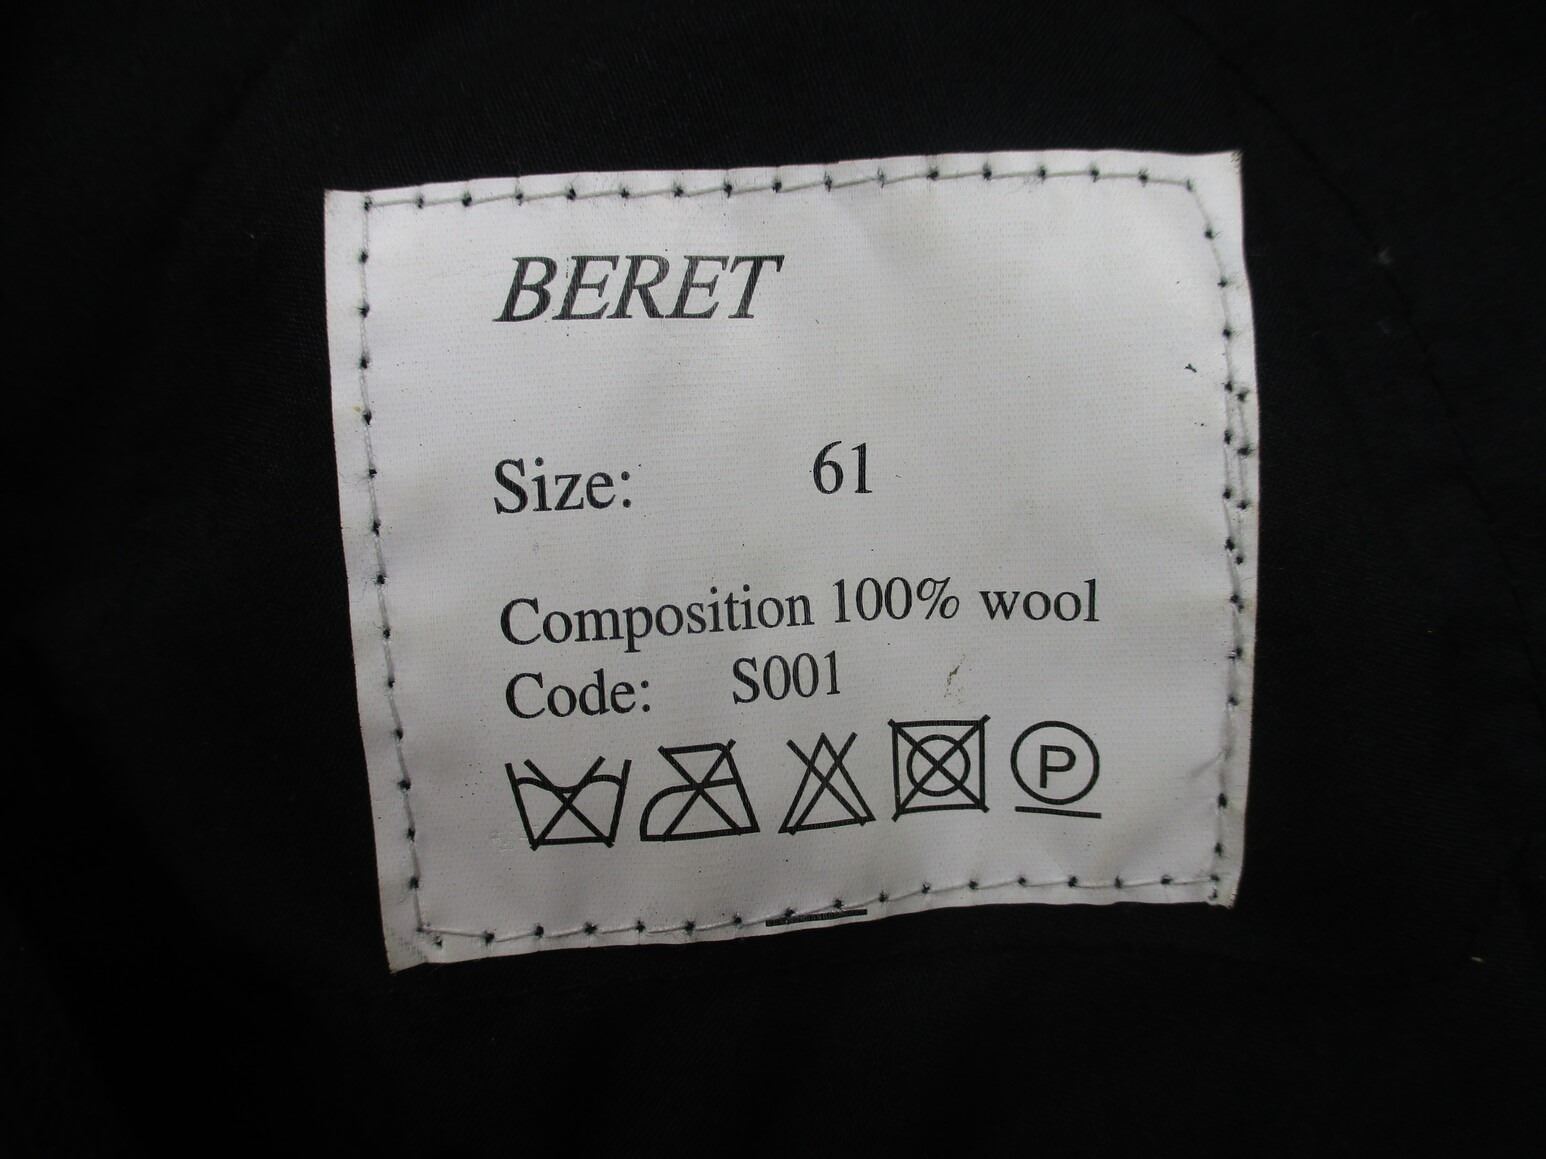 BERET
Size: 61
Composition 100% wool
Code: S001
P